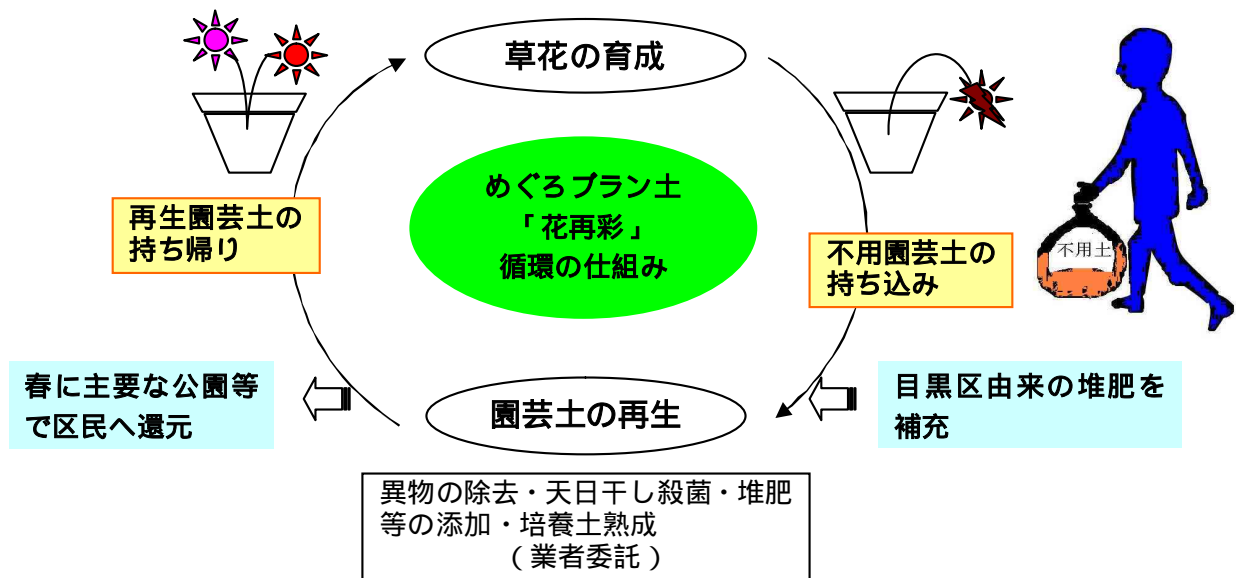 草花の育成
めぐろブラン土
「花再彩」
循環の仕組み
再生園芸土の
持ち帰り
不用園芸土の
持ち込み
不用土
春に主要な公園等
で区民へ還元
園芸土の再生
目黒区由来の堆肥を
補充
異物の除去・天日干し殺菌・堆肥
等の添加・培養土熟成
（業者委託）